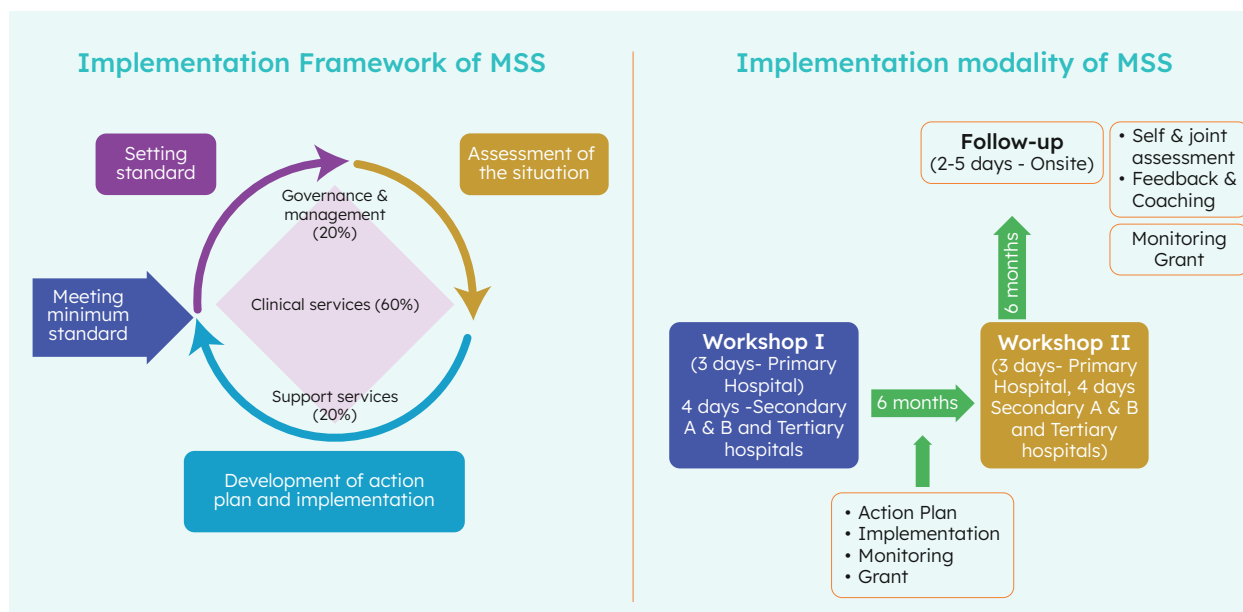 Implementation Framework of MSS
Setting
standard
Assessment of
the situation
Governance &
management
(20%)
Meeting
minimum
standard
Clinical services (60%)
Support services
(20%)
Development of action
plan and implementation
Implementation modality of MSS
Follow-up
(2-5 days - Onsite)
• Self & joint
assessment
• Feedback &
Coaching
Monitoring
Grant
6 months
Workshop I
(3 days- Primary
Hospital)
4 days -Secondary
A & B and Tertiary
hospitals
6 months
Workshop II
(3 days- Primary
Hospital, 4 days
Secondary A & B
and Tertiary
hospitals)
• Action Plan
• Implementation
• Monitoring
• Grant